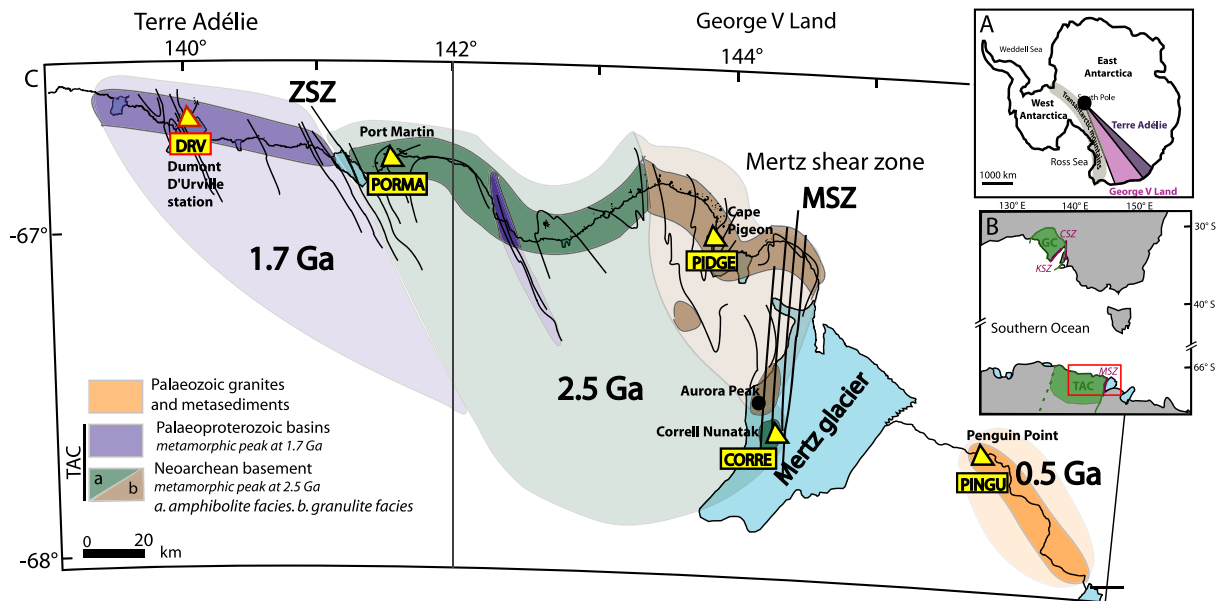 Terre Adélie
George V Land
140°
142°
144°
C
ZSZ
Port Martin
DRV
Dumont
D'Urville
station
PORMA
Mertz shear zone
MSZ
Cape
Pigeon
PIDGE
-67°
1.7 Ga
2.5 Ga
Aurora Peak
Correll Nunatak
CORRE
Mertz glacier
Penguin Point
PINGU
0.5 Ga
Palaeozoic granites
and metasediments
TAC
Palaeoproterozoic basins
metamorphic peak at 1.7 Ga
a
b
Neoarchean basement
metamorphic peak at 2.5 Ga
a. amphibolite facies. b. granulite facies
0
20
km
-68°
A
Weddell Sea
East
Antarctica
South Pole
West
Antarctica
Transantarctic mountains
Terre Adélie
Ross Sea
1000 km
George V Land
130°E
140°E
150°E
B
30° S
GC
CSZ
KSZ
40° S
Southern Ocean
66°S
MSZ
TAC